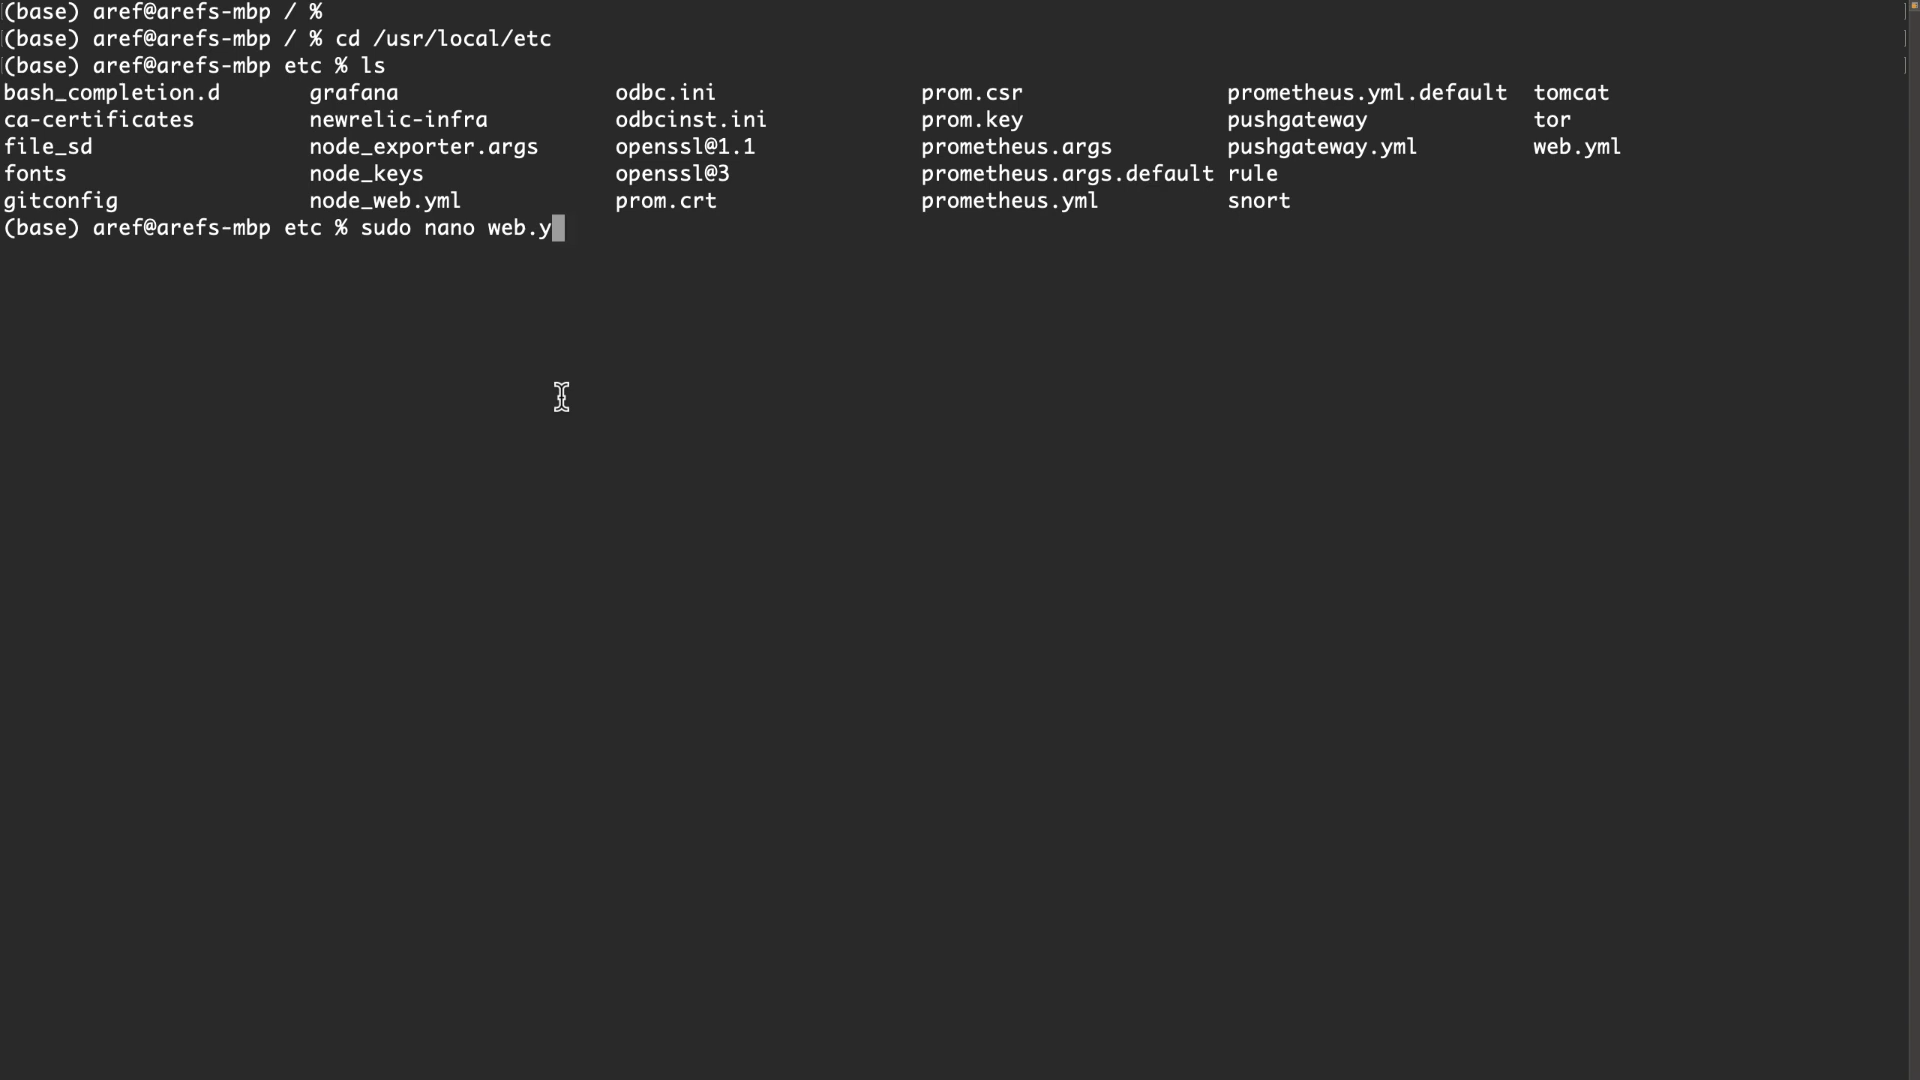 (base) aref@arefs-mbp / %
(base) aref@arefs-mbp / % cd /usr/local/etc
(base) aref@arefs-mbp etc % ls
bash_completion.d grafana odbc.ini prom.csr prometheus.yml.default tomcat
ca-certificates newrelic-infra odbcinst.ini prom.key pushgateway tor
file_sd node_exporter.args openssl@1.1 prometheus.args pushgateway.yml web.yml
fonts node_keys openssl@3 prometheus.args.default rule
gitconfig node_web.yml prom.crt prometheus.yml snort
(base) aref@arefs-mbp etc % sudo nano web.y